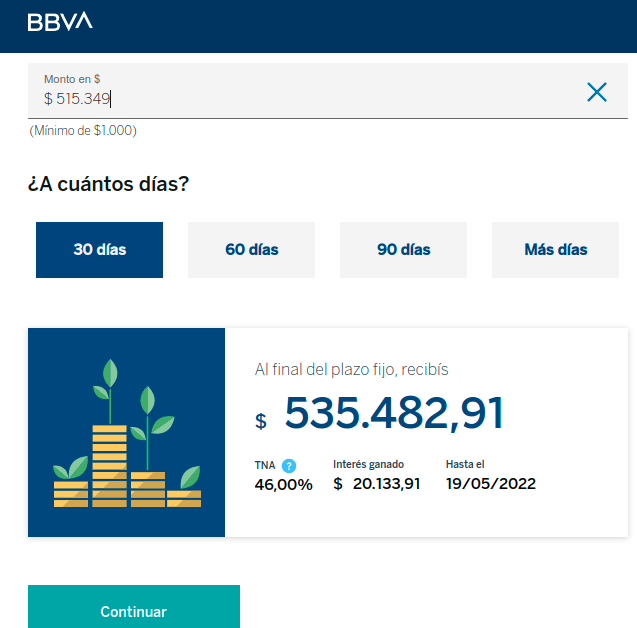 BBVA
Monto en $
$ 515.349
(Mínimo de $1.000)
¿A cuántos días?
30 días 60 días 90 días Más días
Al final del plazo fijo, recibís
$ 535.482,91
TNA ? Interés ganado Hasta el
46,00% $ 20.133,91 19/05/2022
Continuar